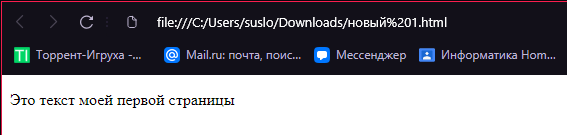 file:///C:/Users/suslo/Downloads/новый%201.html
TI Торрент-Игруха -... @ Mail.ru: почта, поис... Мессенджер Информатика Hom...
Это текст моей первой страницы